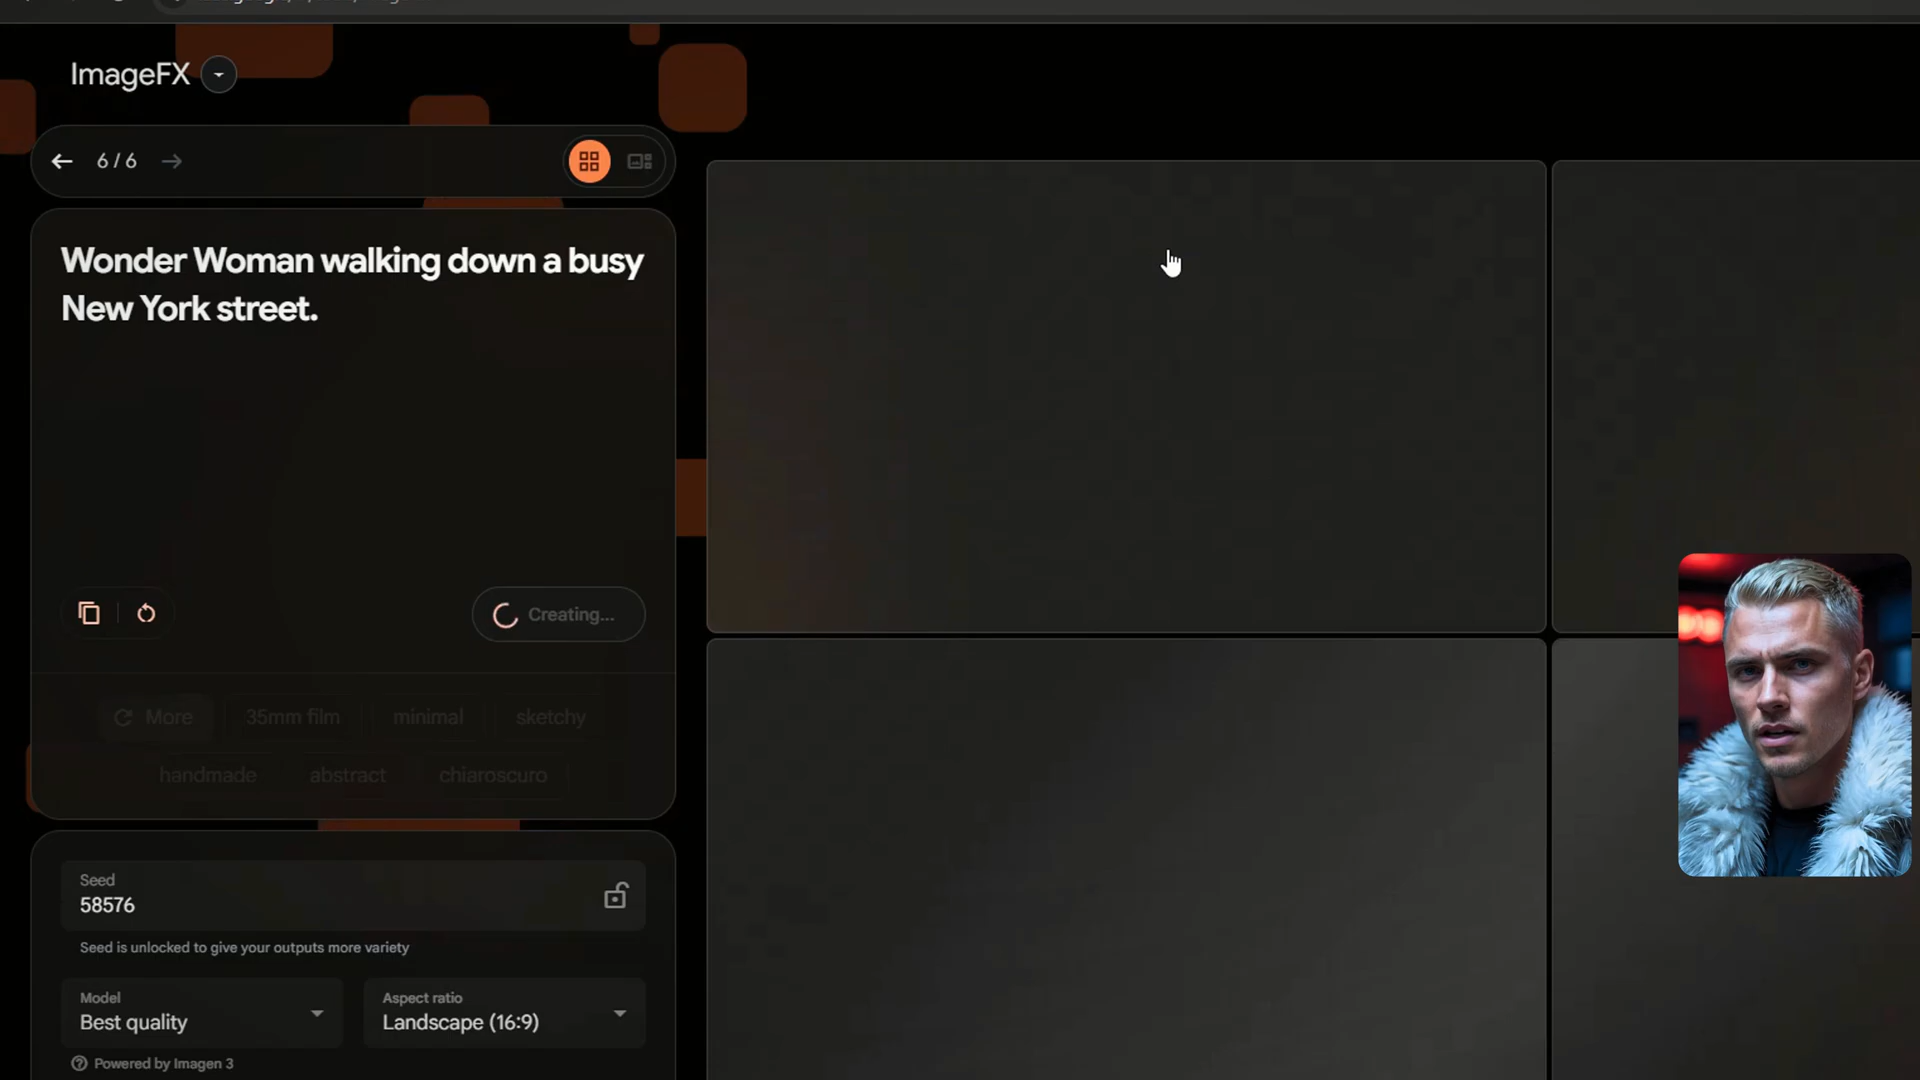 ImageFX
6 / 6
Wonder Woman walking down a busy
New York street.
Creating...
More
35mm film
minimal
sketchy
handmade
abstract
chiaroscuro
Seed
58576
Seed is unlocked to give your outputs more variety
Model
Best quality
Aspect ratio
Landscape (16:9)
Powered by Imagen 3